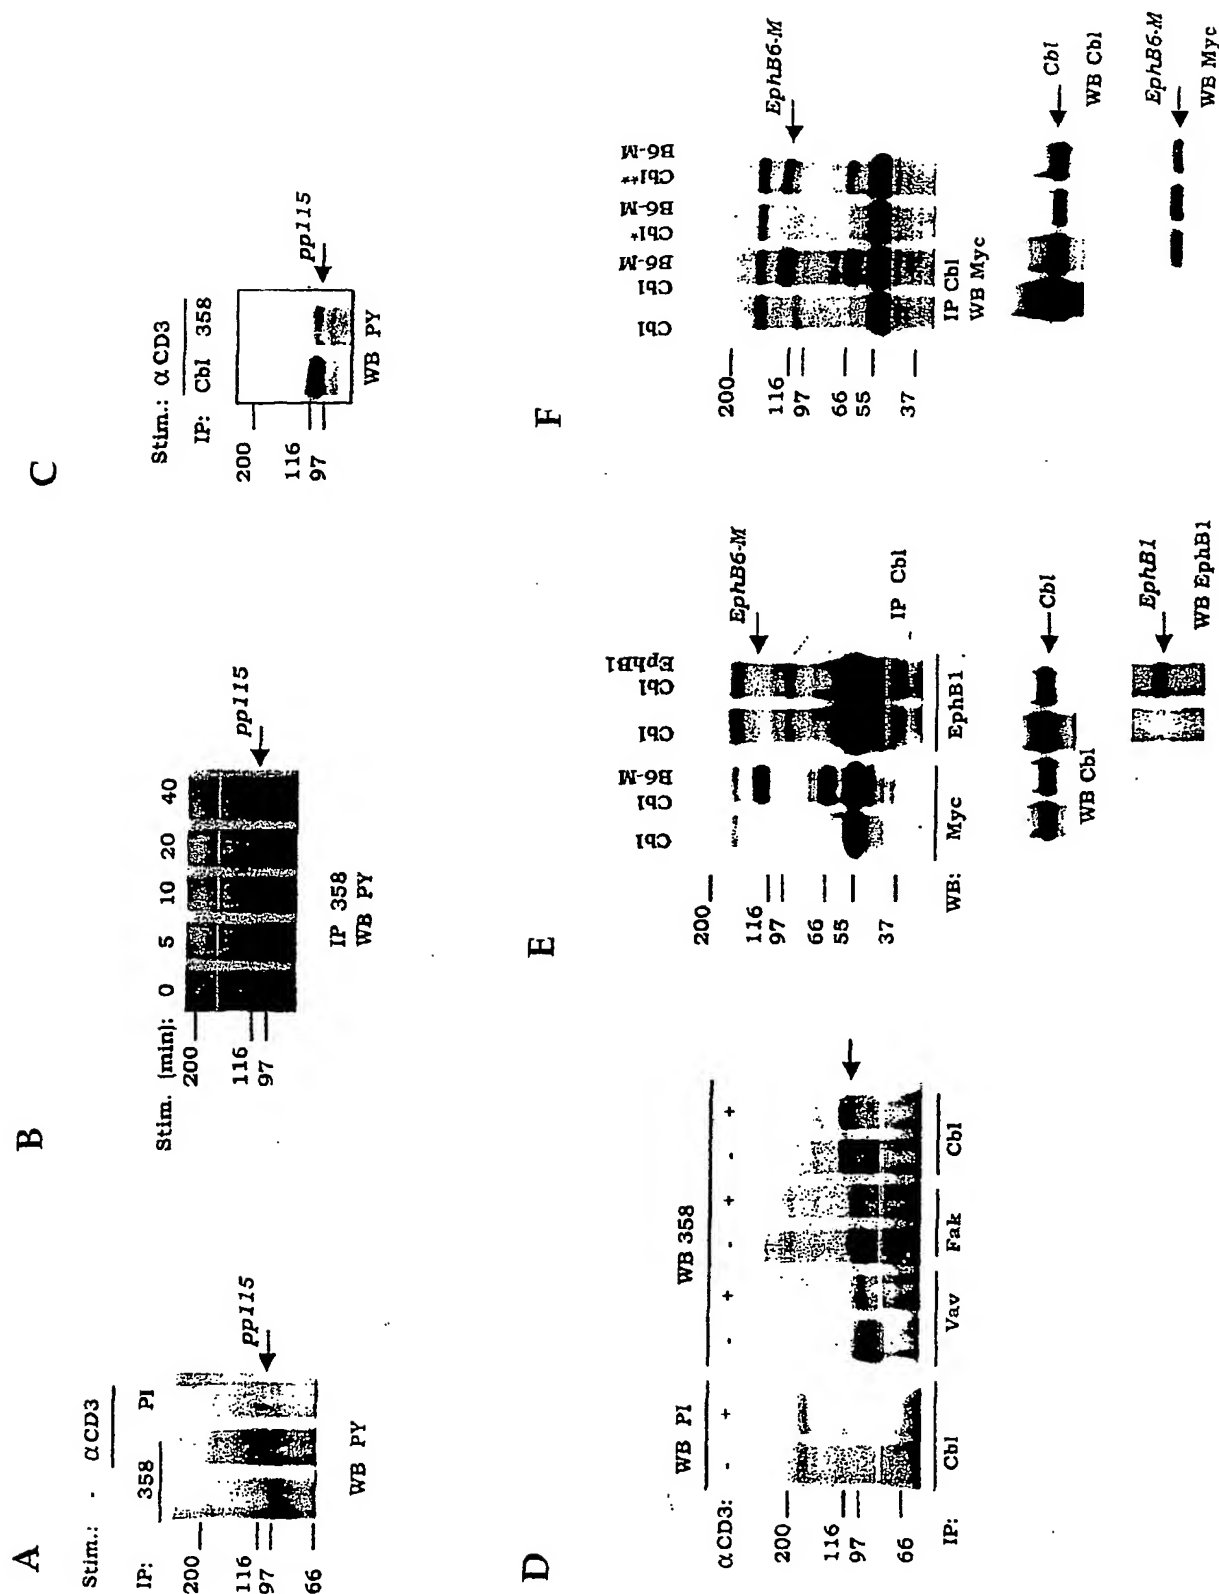 A
Stim.: - αCD3
IP: 358 PI
200
116
97
66
pp115
WB PY
B
Stim. (min): 0 5 10 20 40
200
116
97
pp115
IP 358
WB PY
C
Stim.: αCD3
IP: Cbl 358
200
116
97
pp115
WB PY
D
WB PI WB 358
αCD3: - + - + - + - +
200
116
97
66
IP: Cbl Vav Fak Cbl
E
Cbl Cbl B6-M Cbl Cbl EphB1
200
116
97
66
55
37
EphB6-M
IP Cbl
WB: Myc EphB1
Cbl
WB Cbl
EphB1
WB EphB1
F
Cbl Cbl B6-M Cbl* B6-M Cbl** B6-M
200
116
97
66
55
37
EphB6-M
IP Cbl
WB Myc
Cbl
WB Cbl
EphB6-M
WB Myc